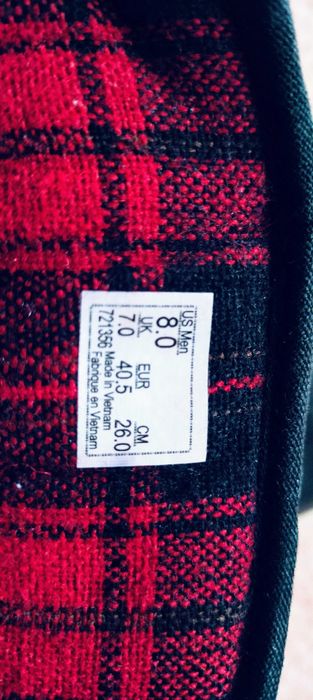 US Men
8.0
UK EUR CM
7.0 40.5 26.0
721356 Made in Vietnam
Fabrique en Vietnam